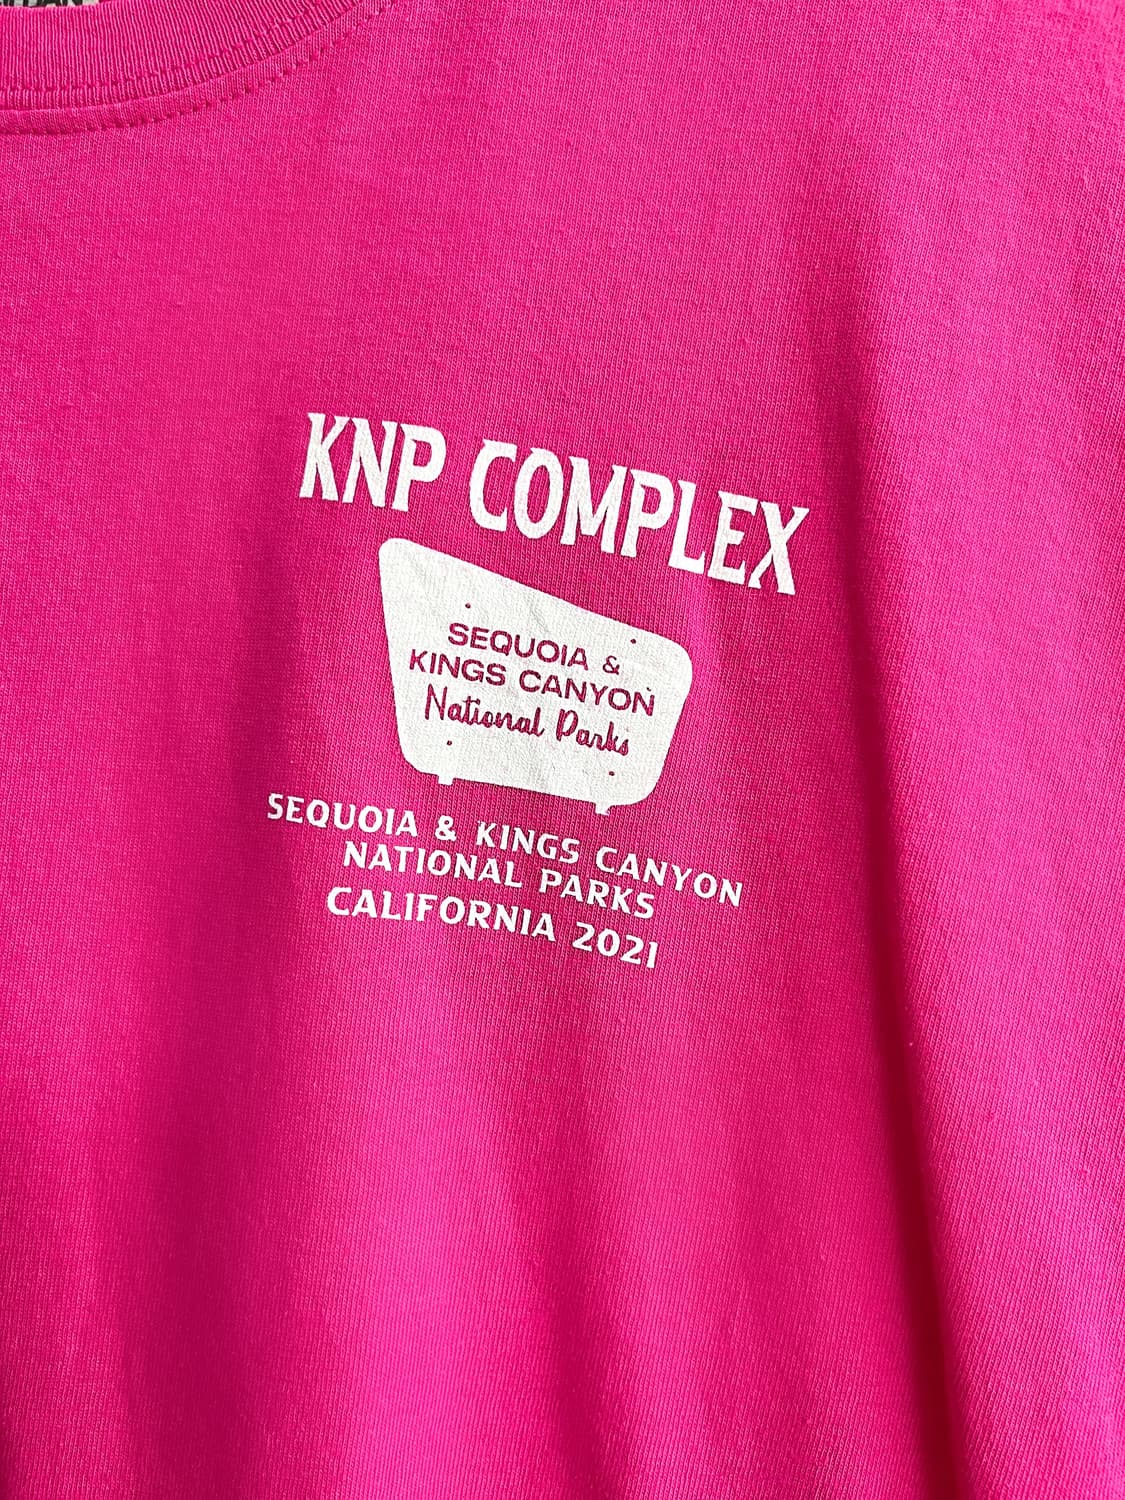 KNP COMPLEX
SEQUOIA &
KINGS CANYON
National Parks
SEQUOIA & KINGS CANYON
NATIONAL PARKS
CALIFORNIA 2021